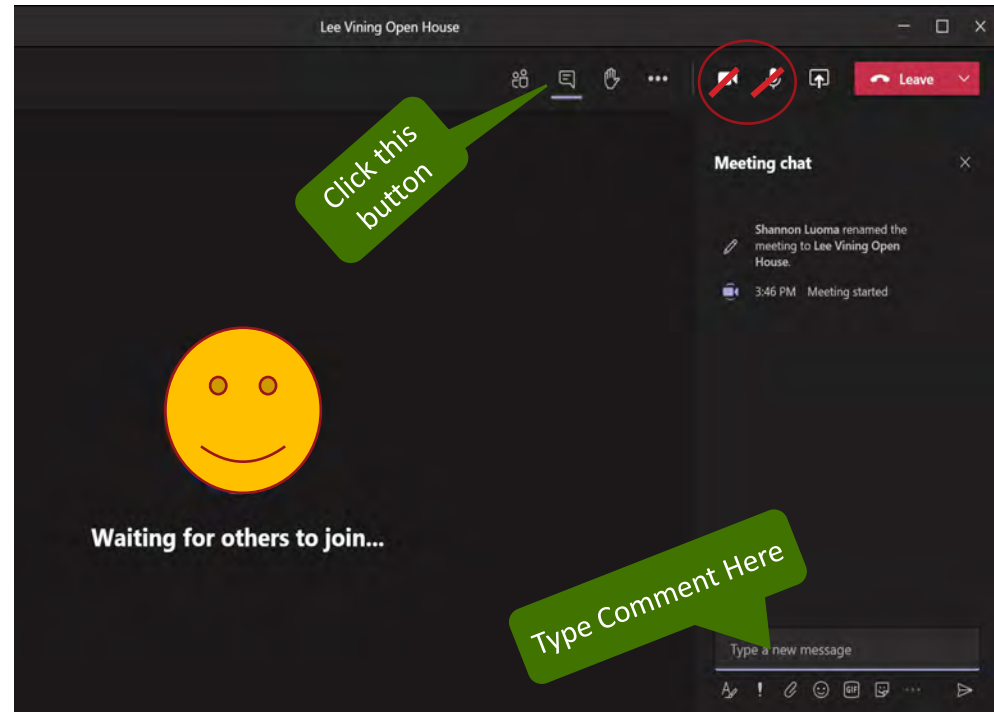 Lee Vining Open House
Leave
Click this
button
Meeting chat
Shannon Luoma renamed the
meeting to Lee Vining Open
House.
3:46 PM Meeting started
Waiting for others to join...
Type Comment Here
Type a new message
GIF